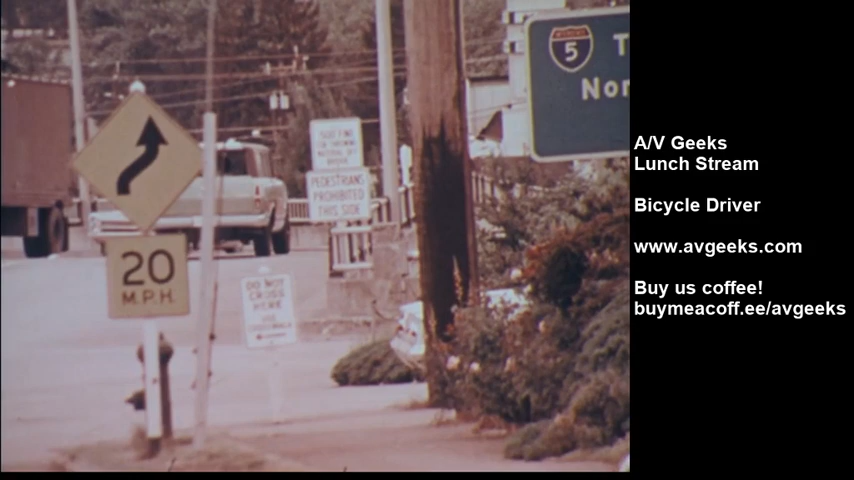 5
T
Nor
20
M.P.H.
PEDESTRIANS
PROHIBITED
THIS SIDE
DO NOT
CROSS
HERE
A/V Geeks
Lunch Stream
Bicycle Driver
www.avgeeks.com
Buy us coffee!
buymeacoff.ee/avgeeks